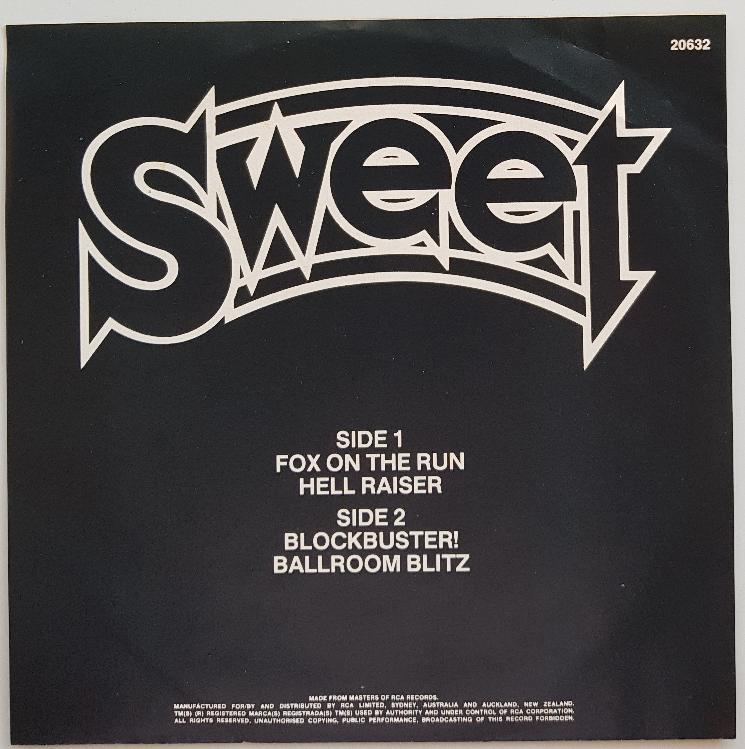 20632
Sweet
SIDE 1
FOX ON THE RUN
HELL RAISER
SIDE 2
BLOCKBUSTER!
BALLROOM BLITZ
MADE FROM MASTERS OF RCA RECORDS.
MANUFACTURED FOR/BY AND DISTRIBUTED BY RCA LIMITED, SYDNEY, AUSTRALIA AND AUCKLAND, NEW ZEALAND.
TM(S) (R) REGISTERED MARCA(S) REGISTRADA(S) TM(S) USED BY AUTHORITY AND UNDER CONTROL OF RCA CORPORATION.
ALL RIGHTS RESERVED, UNAUTHORISED COPYING, PUBLIC PERFORMANCE, BROADCASTING OF THIS RECORD FORBIDDEN.